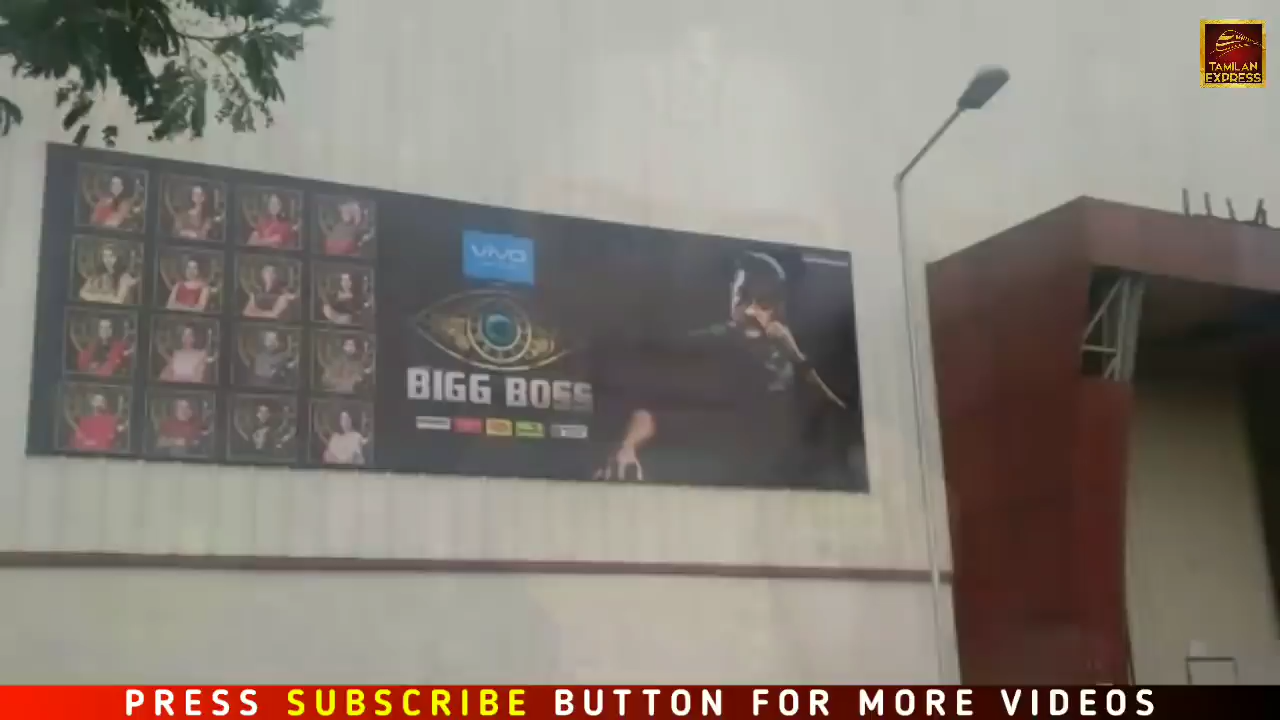 TAMILAN
EXPRESS
vivo
BIGG BOSS
PRESS SUBSCRIBE BUTTON FOR MORE VIDEOS